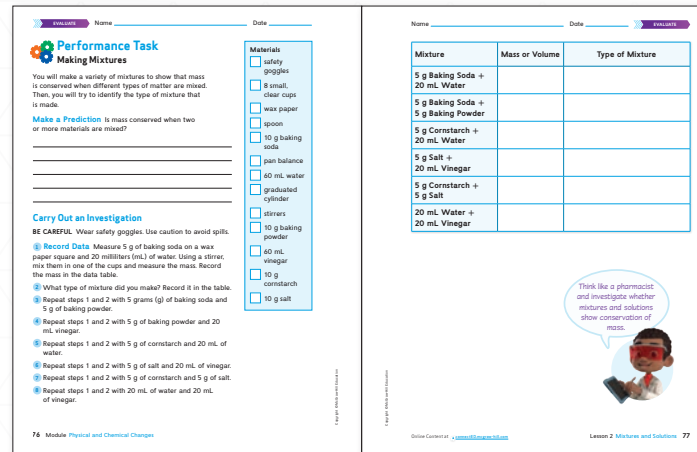 EVALUATE Name Date
Performance Task
Making Mixtures
You will make a variety of mixtures to show that mass
is conserved when different types of matter are mixed.
Then, you will try to identify the type of mixture that
is made.
Make a Prediction Is mass conserved when two
or more materials are mixed?
Carry Out an Investigation
BE CAREFUL Wear safety goggles. Use caution to avoid spills.
1 Record Data Measure 5 g of baking soda on a wax
paper square and 20 milliliters (mL) of water. Using a stirrer,
mix them in one of the cups and measure the mass. Record
the mass in the data table.
2 What type of mixture did you make? Record it in the table.
3 Repeat steps 1 and 2 with 5 grams (g) of baking soda and
5 g of baking powder.
4 Repeat steps 1 and 2 with 5 g of baking powder and 20
mL vinegar.
5 Repeat steps 1 and 2 with 5 g of cornstarch and 20 mL of
water.
6 Repeat steps 1 and 2 with 5 g of salt and 20 mL of vinegar.
7 Repeat steps 1 and 2 with 5 g of cornstarch and 5 g of salt.
8 Repeat steps 1 and 2 with 20 mL of water and 20 mL
of vinegar.
Materials
safety
goggles
8 small,
clear cups
wax paper
spoon
10 g baking
soda
pan balance
60 mL water
graduated
cylinder
stirrers
10 g baking
powder
60 mL
vinegar
10 g
cornstarch
10 g salt
Copyright ©McGraw-Hill Education
76 Module Physical and Chemical Changes
Name Date EVALUATE
Mixture Mass or Volume Type of Mixture
5 g Baking Soda +
20 mL Water
5 g Baking Soda +
5 g Baking Powder
5 g Cornstarch +
20 mL Water
5 g Salt +
20 mL Vinegar
5 g Cornstarch +
5 g Salt
20 mL Water +
20 mL Vinegar
Think like a pharmacist
and investigate whether
mixtures and solutions
show conservation of
mass.
Copyright ©McGraw-Hill Education
Online Content at connectED.mcgraw-hill.com
Lesson 2 Mixtures and Solutions 77